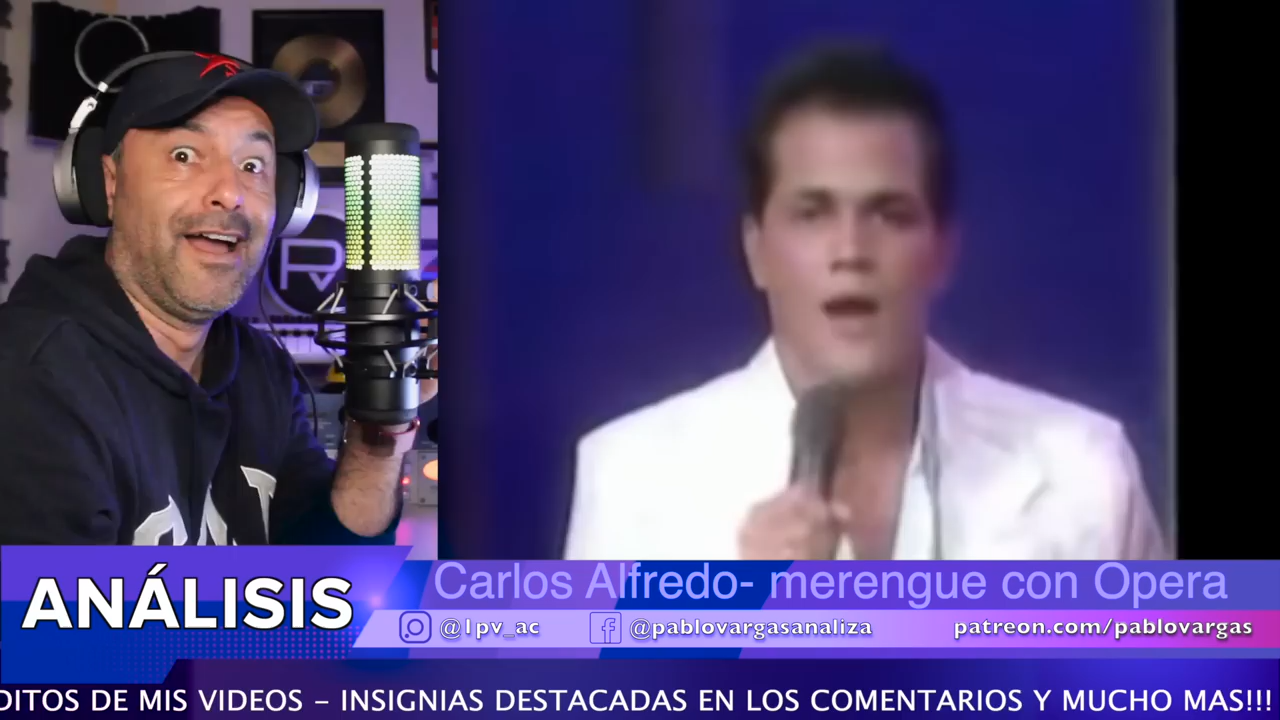 PV
ANÁLISIS
Carlos Alfredo- merengue con Opera
@1pv_ac
@pablovargasanaliza
patreon.com/pablovargas
DITOS DE MIS VIDEOS – INSIGNIAS DESTACADAS EN LOS COMENTARIOS Y MUCHO MAS!!!